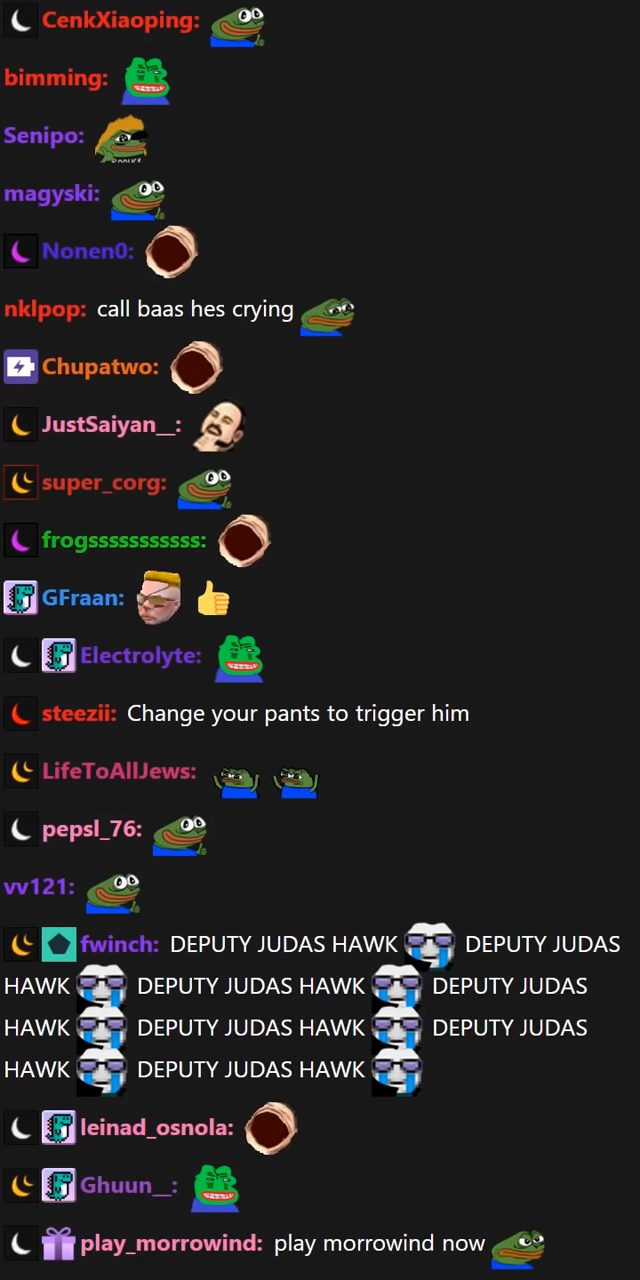 CenkXiaoping:
bimming:
Senipo:
magyski:
Nonen0:
nklpop: call baas hes crying
Chupatwo:
JustSaiyan__:
super_corg:
frogsssssssssss:
GFraan:
Electrolyte:
steezii: Change your pants to trigger him
LifeToAllJews:
pepsl_76:
vv121:
fwinch: DEPUTY JUDAS HAWK DEPUTY JUDAS
HAWK DEPUTY JUDAS HAWK DEPUTY JUDAS
HAWK DEPUTY JUDAS HAWK DEPUTY JUDAS
HAWK DEPUTY JUDAS HAWK
leinad_osnola:
Ghuun__:
play_morrowind: play morrowind now